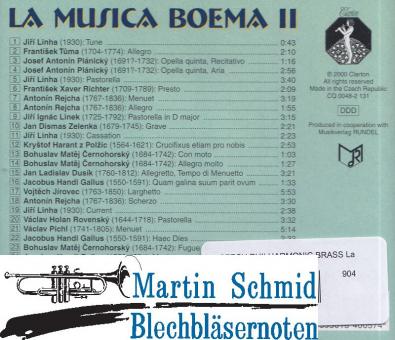 LA MUSICA BOEMA II
1 Jiří Linha (1930): Tune 0:43
2 František Tůma (1704-1774): Allegro 2:10
3 Josef Antonín Plánický (1691?-1732): Opella quinta, Recitativo 1:16
4 Josef Antonín Plánický (1691?-1732): Opella quinta, Aria 2:56
5 Jiří Linha (1930): Pastorella 3:40
6 František Xaver Richter (1709-1789): Presto 2:09
7 Antonín Rejcha (1767-1836): Menuet 3:19
8 Antonín Rejcha (1767-1836): Allegro 1:55
9 Jiří Ignác Linek (1725-1792): Pastorella in D major 3:15
10 Jan Dismas Zelenka (1679-1745): Grave 2:21
11 Jiří Linha (1930): Cassation 2:23
12 Kryštof Harant z Polžic (1564-1621): Crucifixus etiam pro nobis 2:53
13 Bohuslav Matěj Černohorský (1684-1742): Con moto 1:03
14 Bohuslav Matěj Černohorský (1684-1742): Allegro molto 1:27
15 Jan Ladislav Dusík (1760-1812): Allegretto, Tempo di Menuetto 3:21
16 Jacobus Handl Gallus (1550-1591): Quam galina suum parit ovum 1:33
17 Vojtěch Jírovec (1763-1850): Larghetto 5:53
18 Antonín Rejcha (1767-1836): Scherzo 3:30
19 Jiří Linha (1930): Current 2:38
20 Václav Holan Rovenský (1644-1718): Pastorella 3:32
21 Václav Pichl (1741-1805): Menuet 5:14
22 Jacobus Handl Gallus (1550-1591): Haec Dies 3:32
23 Bohuslav Matěj Černohorský (1684-1742): Fugue
Clarton
℗ 2000 Clarton
All rights reserved
Made in the Czech Republic
CQ 0048-2 131
DDD
Produced in cooperation with
Musikverlag RUNDEL
PHILHARMONIC BRASS La
904
Martin Schmid
Blechbläsernoten